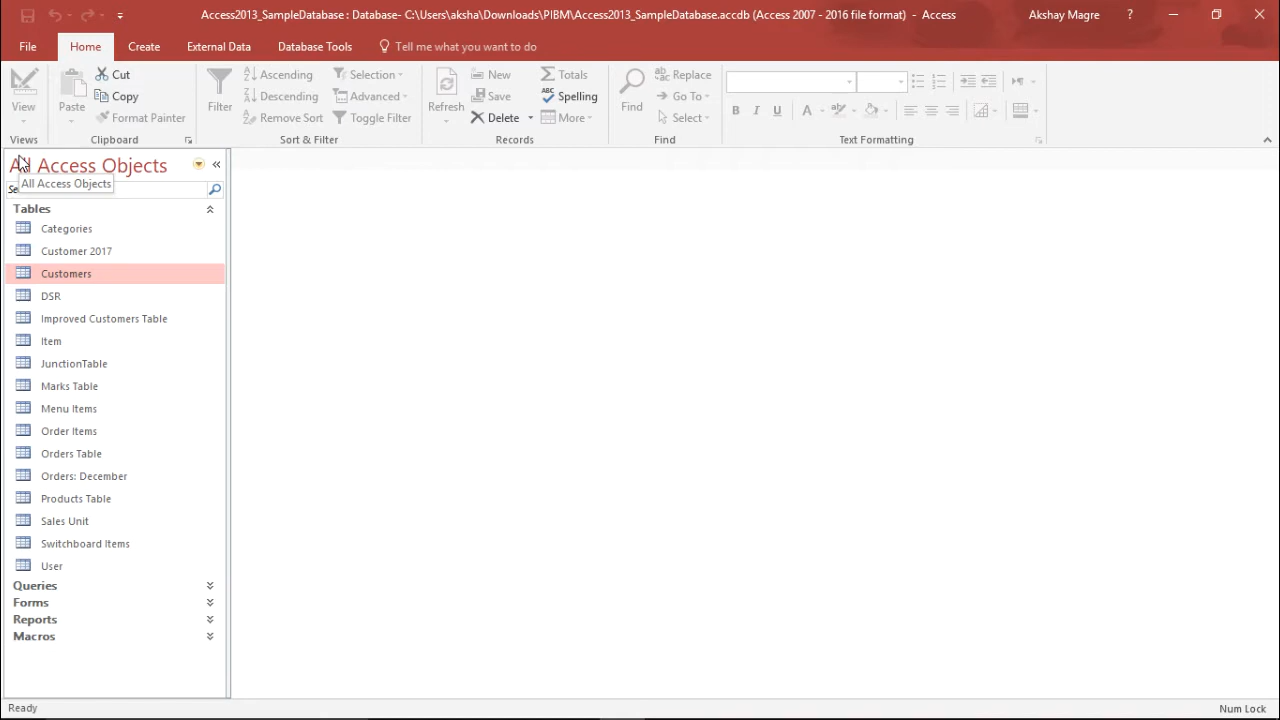 Access2013_SampleDatabase : Database- C:\Users\aksha\Downloads\PIBM\Access2013_SampleDatabase.accdb (Access 2007 - 2016 file format) - Access
Akshay Magre
?
File Home Create External Data Database Tools Tell me what you want to do
View
Views
Paste
Cut
Copy
Format Painter
Clipboard
Filter
Ascending
Descending
Remove Sort
Selection
Advanced
Toggle Filter
Sort & Filter
Refresh
New
Save
Delete
Totals
Spelling
More
Records
Find
Replace
Go To
Select
Find
B I U A
Text Formatting
All Access Objects
All Access Objects
Tables
Categories
Customer 2017
Customers
DSR
Improved Customers Table
Item
JunctionTable
Marks Table
Menu Items
Order Items
Orders Table
Orders: December
Products Table
Sales Unit
Switchboard Items
User
Queries
Forms
Reports
Macros
Ready
Num Lock